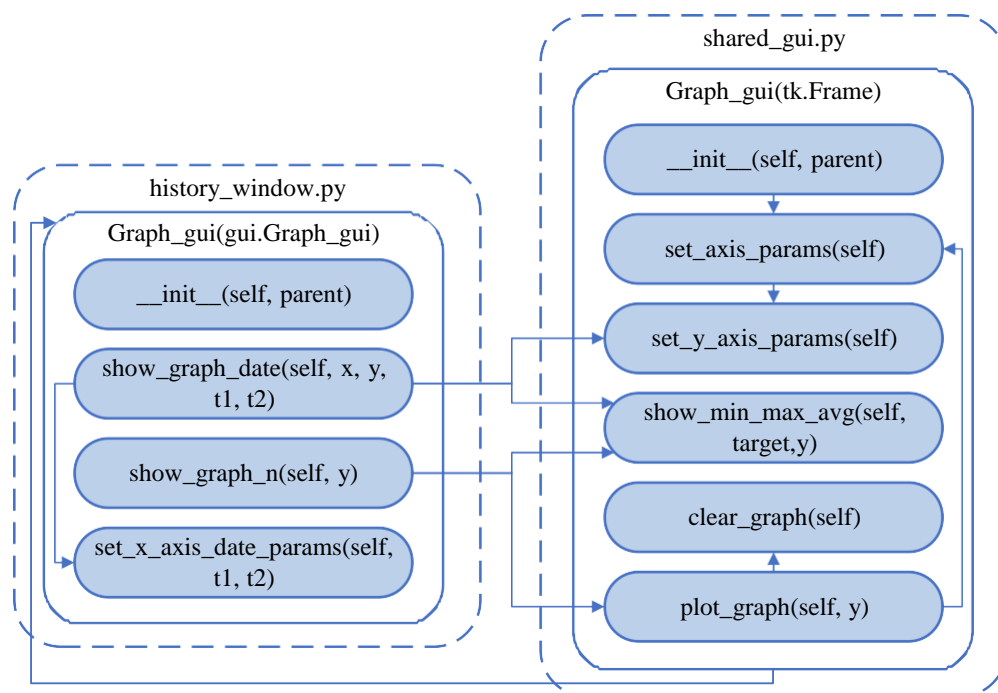 shared_gui.py
Graph_gui(tk.Frame)
__init__(self, parent)
set_axis_params(self)
set_y_axis_params(self)
show_min_max_avg(self,
target,y)
clear_graph(self)
plot_graph(self, y)
history_window.py
Graph_gui(gui.Graph_gui)
__init__(self, parent)
show_graph_date(self, x, y,
t1, t2)
show_graph_n(self, y)
set_x_axis_date_params(self,
t1, t2)